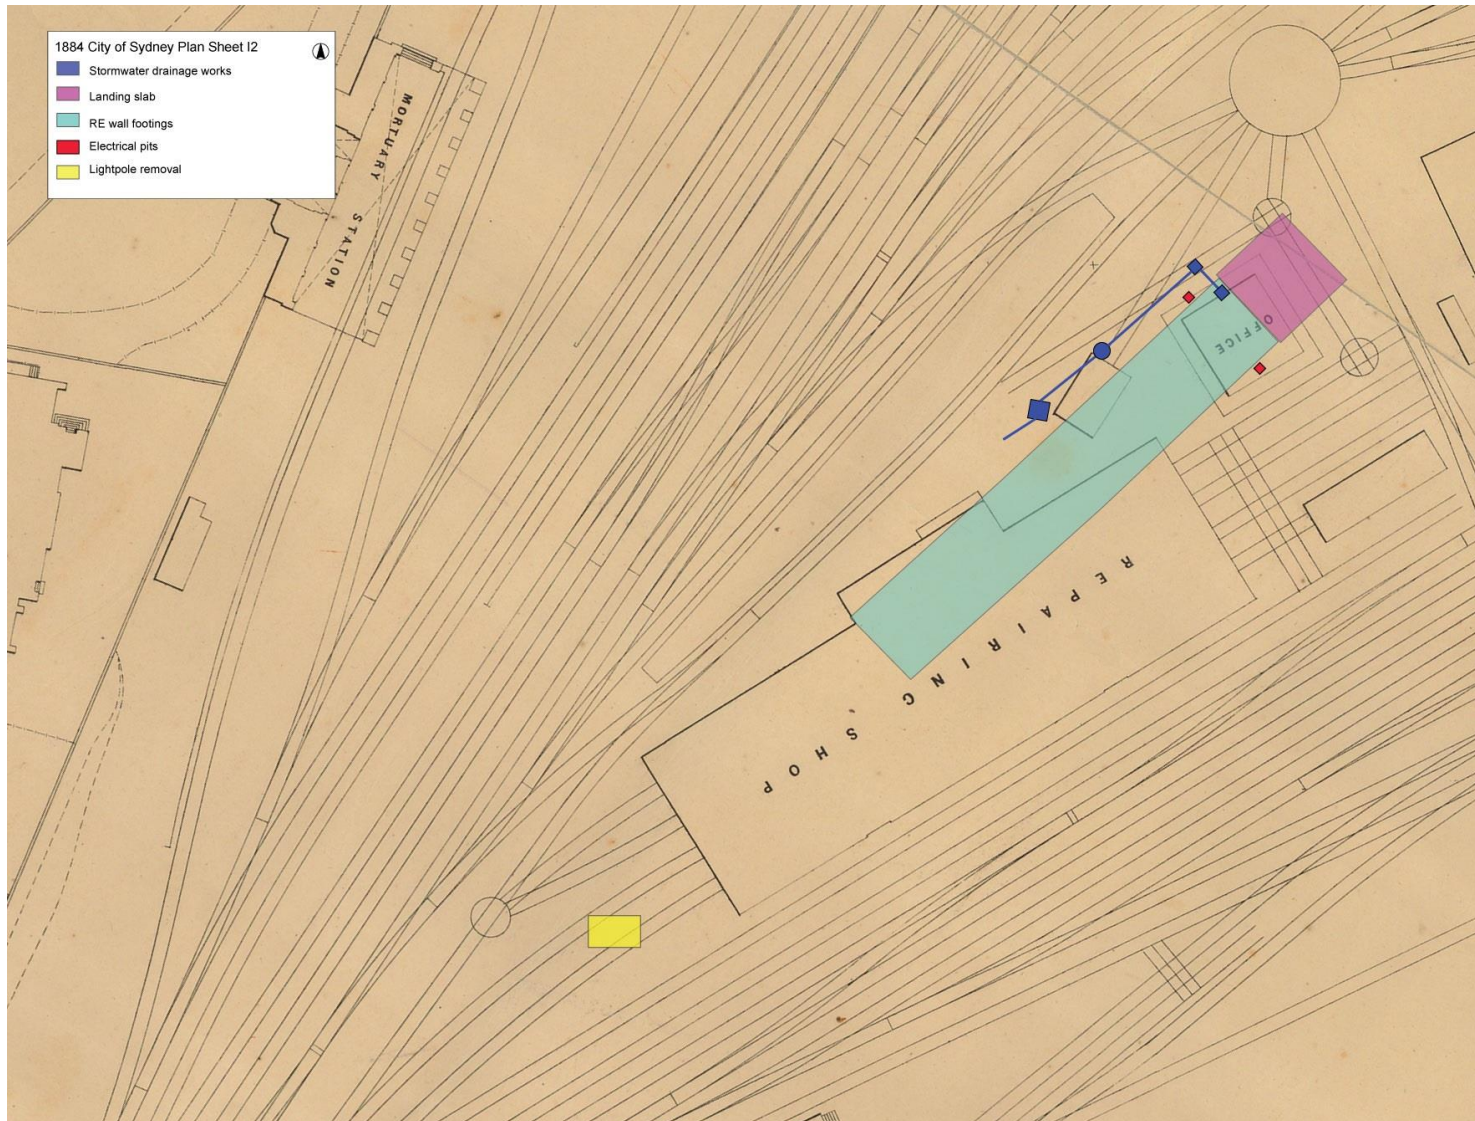 1884 City of Sydney Plan Sheet I2
Stormwater drainage works
Landing slab
RE wall footings
Electrical pits
Lightpole removal
MORTUARY
STATION
OFFICE
REPAIRING SHOP